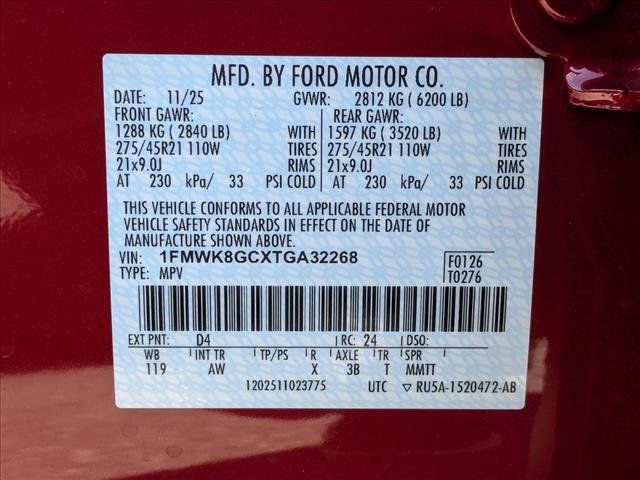 MFD. BY FORD MOTOR CO.
DATE: 11/25 GVWR: 2812 KG ( 6200 LB)
FRONT GAWR: REAR GAWR:
1288 KG ( 2840 LB) WITH 1597 KG ( 3520 LB) WITH
275/45R21 110W TIRES 275/45R21 110W TIRES
21x9.0J RIMS 21x9.0J RIMS
AT 230 kPa/ 33 PSI COLD AT 230 kPa/ 33 PSI COLD
THIS VEHICLE CONFORMS TO ALL APPLICABLE FEDERAL MOTOR
VEHICLE SAFETY STANDARDS IN EFFECT ON THE DATE OF
MANUFACTURE SHOWN ABOVE.
VIN: 1FMWK8GCXTGA32268 F0126
TYPE: MPV T0276
EXT PNT: D4 RC: 24 DSO:
WB INT TR TP/PS R AXLE TR SPR
119 AW X 3B T MMTT
1202511023775 UTC ▽ RU5A-1520472-AB